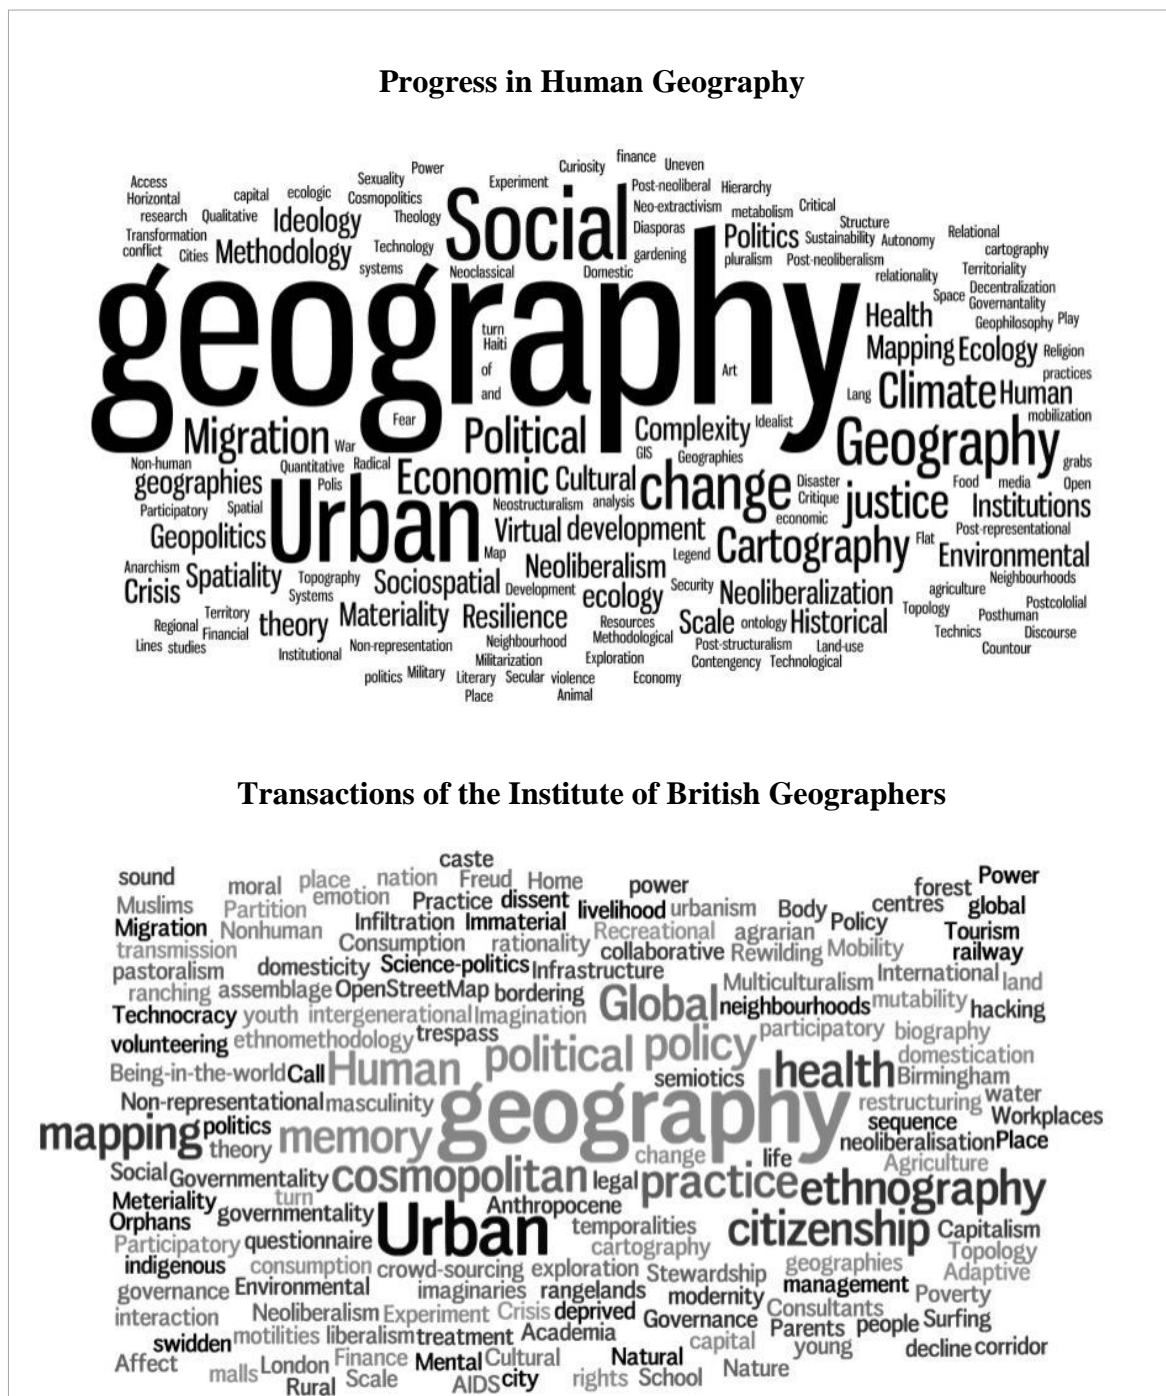 Progress in Human Geography
finance Uneven
Curiosity
Power
Access Sexuality Experiment Post-neoliberal Hierarchy
Horizontal capital ecologic Cosmopolitics Social Neo-extractivism metabolism Critical
research Qualitative Ideology Theology Diasporas Politics Structure
Transformation Sustainability Autonomy Relational
conflict Cities Methodology Technology gardening pluralism Post-neoliberalism cartography
systems Neoclassical Domestic relationality Territoriality
geography Decentralization
Space Governantality
turn Health Geophilosophy Play
Haiti Mapping Ecology Religion
of Art practices
and Lang Climate Human
Fear mobilization
Migration War Political Complexity Idealist Geography
GIS Geographies grabs
Non-human Quantitative Radical Economic Cultural change Disaster justice Food media Open
geographies Polis Critique Institutions
Participatory Spatial Urban Neostructuralism analysis economic Post-representational
Geopolitics Virtual development Cartography Flat Environmental
Map Legend
Anarchism Neoliberalism Neighbourhoods
Crisis Spatiality Topography Sociospatial Development ecology Security Neoliberalization agriculture Postcololial
Systems
Territory Materiality Resilience Resources Scale ontology Historical Topology Posthuman
Regional Financial theory Methodological Technics Discourse
Lines studies Non-representation Neighbourhood Post-structuralism Land-use Countour
Institutional Militarization Exploration Contengency Technological
politics Military Literary Secular violence Economy
Place Animal
Transactions of the Institute of British Geographers
caste
sound moral place nation Freud Home power forest Power
Muslims Partition emotion Practice dissent livelihood urbanism Body centres global
Migration Nonhuman Infiltration Immaterial Recreational agrarian Policy Tourism
transmission Consumption rationality collaborative Rewilding Mobility railway
pastoralism domesticity Science-politics Infrastructure Multiculturalism International land
ranching assemblage OpenStreetMap bordering Global neighbourhoods mutability hacking
Technocracy youth intergenerational Imagination participatory biography
volunteering ethnomethodology trespass political policy domestication
Being-in-the-world Call Human semiotics health Birmingham
Non-representational masculinity geography restructuring water
mapping politics memory sequence Workplaces
theory change life neoliberalisation Place
Social Governmentality cosmopolitan legal practice Agriculture ethnography
Meteriality turn Anthropocene
Orphans governmentality Urban temporalities citizenship Capitalism
Participatory questionnaire cartography Topology
indigenous consumption crowd-sourcing exploration Stewardship geographies Adaptive
governance Environmental imaginaries rangelands modernity management Poverty
interaction Neoliberalism Experiment Crisis deprived Governance Consultants
swidden motilities liberalism treatment Academia capital Parents people Surfing
Affect malls London Finance Mental Cultural Natural young decline corridor
Rural Scale AIDS city rights School Nature